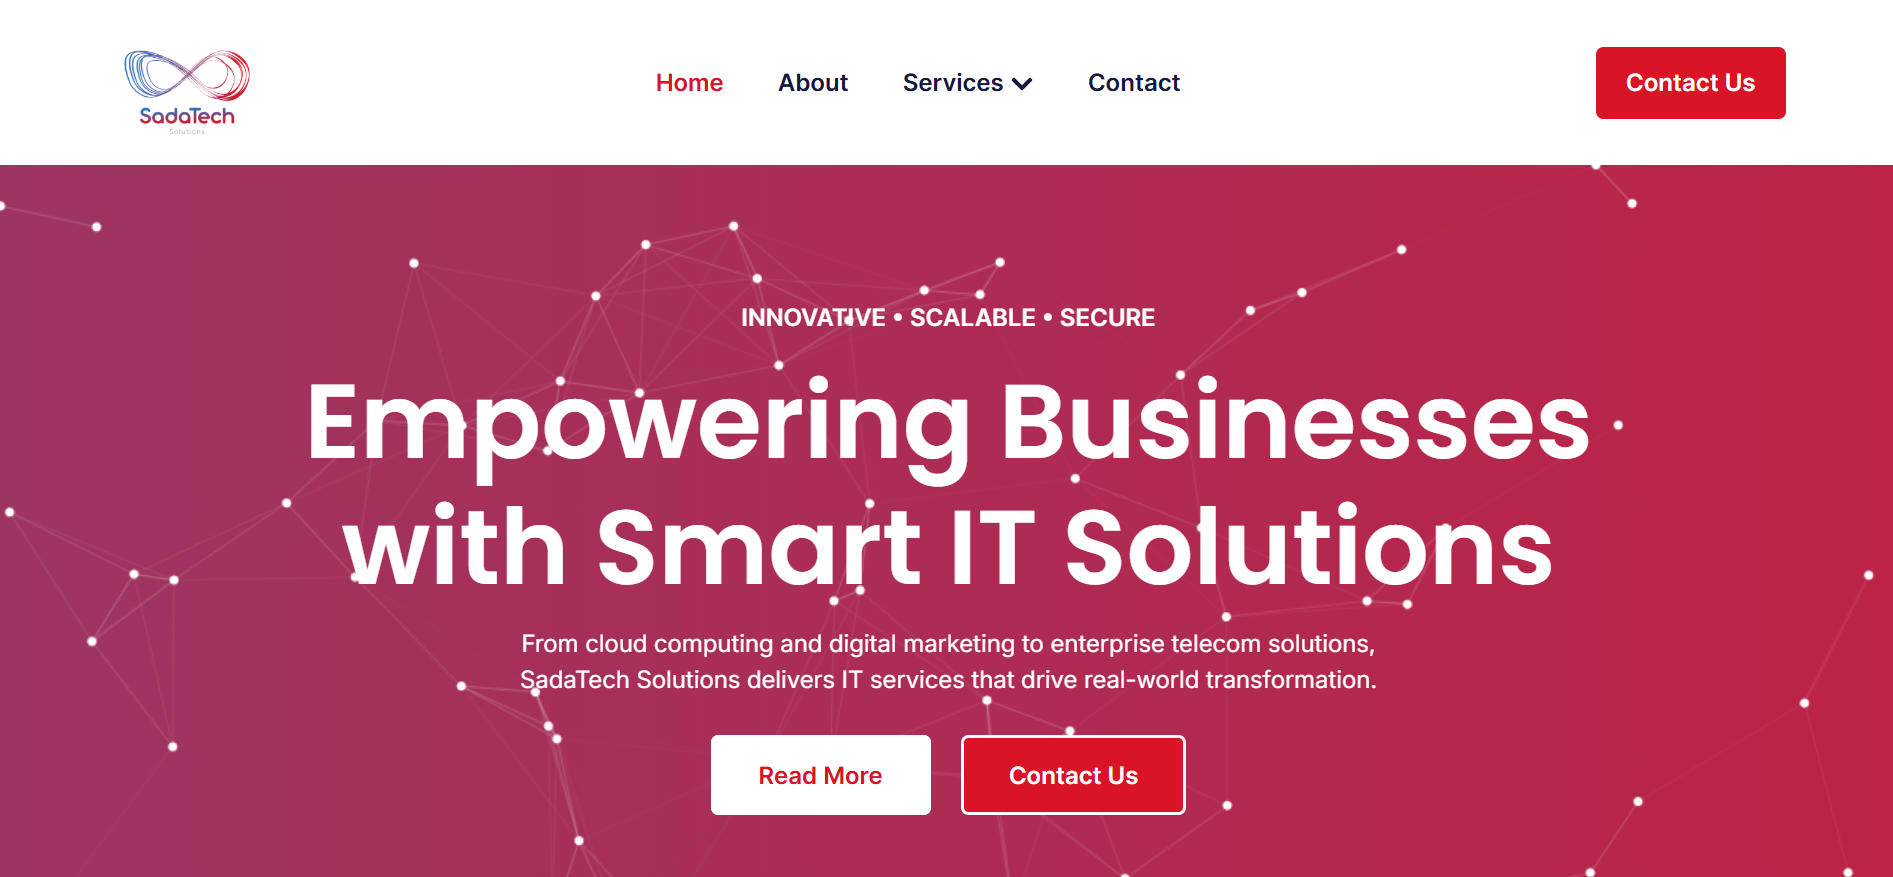 SadaTech
Solutions
Home
About
Services
Contact
Contact Us
INNOVATIVE • SCALABLE • SECURE
Empowering Businesses
with Smart IT Solutions
From cloud computing and digital marketing to enterprise telecom solutions,
SadaTech Solutions delivers IT services that drive real-world transformation.
Read More
Contact Us